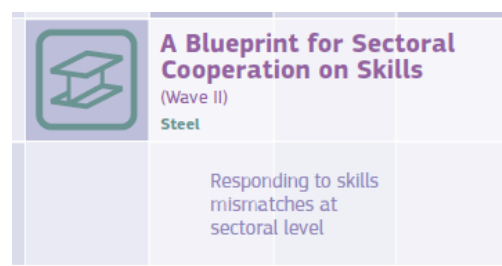 A Blueprint for Sectoral
Cooperation on Skills
(Wave II)
Steel
Responding to skills
mismatches at
sectoral level